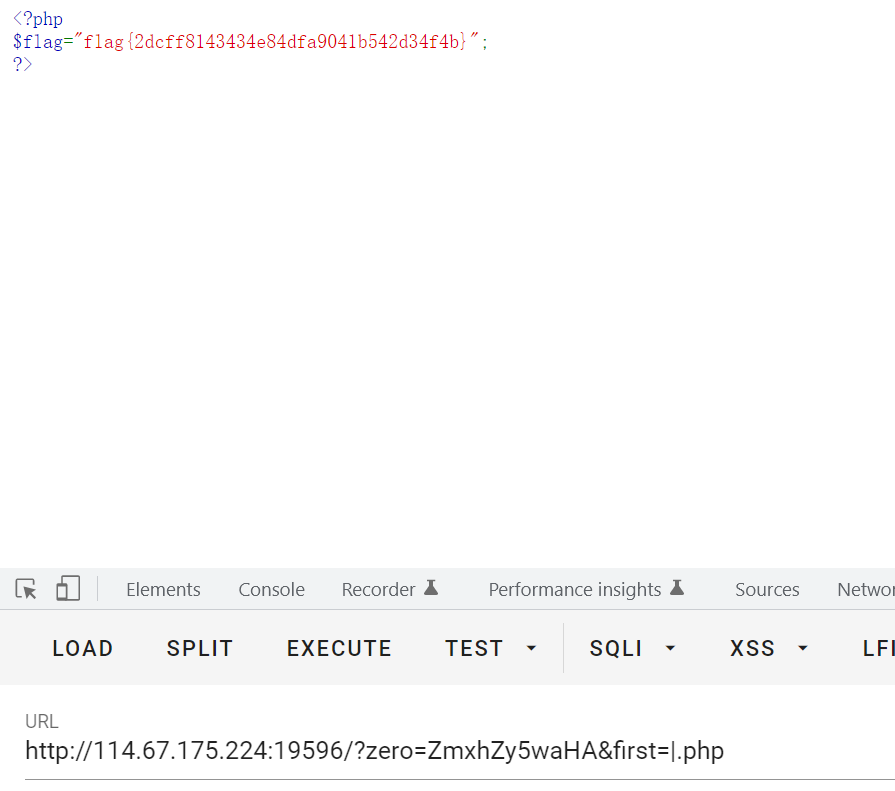 <?php
$flag="flag{2dcff8143434e84dfa9041b542d34f4b}";
?>
Elements Console Recorder Performance insights Sources Networ
LOAD SPLIT EXECUTE TEST SQLI XSS LFI
URL
http://114.67.175.224:19596/?zero=ZmxhZy5waHA&first=|.php